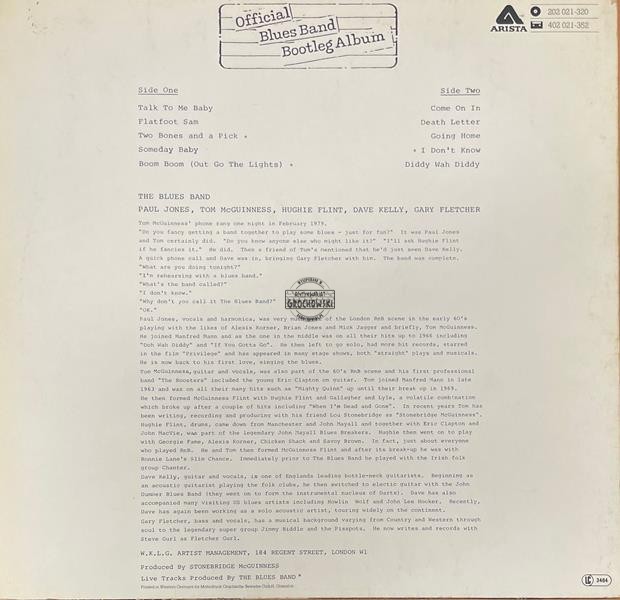 Official
Blues Band
Bootleg Album
ARISTA
202 021-320
402 021-352
Side One
Talk To Me Baby
Flatfoot Sam
Two Bones and a Pick *
Someday Baby
Boom Boom (Out Go The Lights) *
Side Two
Come On In
Death Letter
Going Home
* I Don't Know
Diddy Wah Diddy
THE BLUES BAND
PAUL JONES, TOM McGUINNESS, HUGHIE FLINT, DAVE KELLY, GARY FLETCHER
Tom McGuinness' phone rang one night in February 1979.
"Do you fancy getting a band together to play some blues - just for fun?" It was Paul Jones
and Tom certainly did. "Do you know anyone else who might like it?" "I'll ask Hughie Flint
if he fancies it." He did. Then a friend of Tom's mentioned that he'd just seen Dave Kelly.
A quick phone call and Dave was in, bringing Gary Fletcher with him. The band was complete.
"What are you doing tonight?"
"I'm rehearsing with a blues band."
"What's the band called?"
"I don't know."
"Why don't you call it The Blues Band?"
"OK."
Paul Jones, vocals and harmonica, was very of the London RnB scene in the early 60's
playing with the likes of Alexis Korner, Brian Jones and Mick Jagger and briefly, Tom McGuinness.
He joined Manfred Mann and as the one in the middle was on all their hits up to 1966 including
"Ooh Wah Diddy" and "If You Gotta Go". He then left to go solo, had more hit records, starred
in the film "Privilege" and has appeared in many stage shows, both "straight" plays and musicals.
He is now back to his first love, singing the blues.
Tom McGuinness, guitar and vocals, was also part of the 60's RnB scene and his first professional
band "The Roosters" included the young Eric Clapton on guitar. Tom joined Manfred Mann in late
1963 and was on all their many hits such as "Mighty Quinn" up until their break up in 1969.
He then formed McGuinness Flint with Hughie Flint and Gallagher and Lyle, a volatile combination
which broke up after a couple of hits including "When I'm Dead and Gone". In recent years Tom has
been writing, recording and producing with his friend Lou Stonebridge as "Stonebridge McGuinness".
Hughie Flint, drums, came down from Manchester and John Mayall and together with Eric Clapton and
John MacVie, was part of the legendary John Mayall Blues Breakers. Hughie then went on to play
with Georgie Fame, Alexis Korner, Chicken Shack and Savoy Brown. In fact, just about everyone
who played RnB. He and Tom then formed McGuinness Flint and after its break-up he was with
Ronnie Lane's Slim Chance. Immediately prior to The Blues Band he played with the Irish folk
group Chanter.
Dave Kelly, guitar and vocals, is one of Englands leading bottle-neck guitarists. Beginning as
an acoustic guitarist playing the folk clubs, he then switched to electric guitar with the John
Dummer Blues Band (they went on to form the instrumental nucleus of Darts). Dave has also
accompanied many visiting US blues artists including Howlin Wolf and John Lee Hooker. Recently,
Dave has again been working as a solo acoustic artist, touring widely on the continent.
Gary Fletcher, bass and vocals, has a musical background varying from Country and Western through
soul to the legendary super group Jimmy Riddle and the Pisspots. He now writes and records with
Steve Gurl as Fletcher Gurl.
W.K.L.G. ARTIST MANAGEMENT, 184 REGENT STREET, LONDON W1
Produced By STONEBRIDGE McGUINNESS
Live Tracks Produced By THE BLUES BAND *
GROCHOWSKI
LC 3484